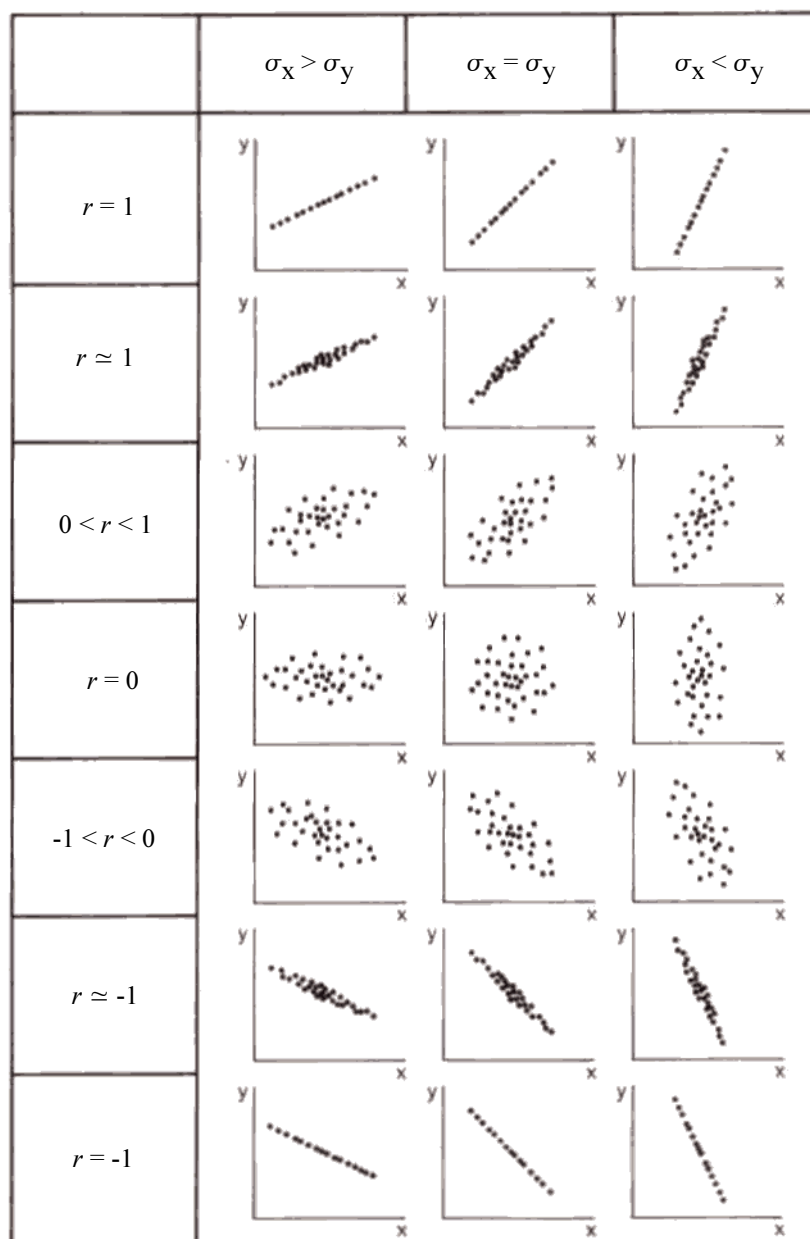 σx > σy
σx = σy
σx < σy
r = 1
y
x
y
x
y
x
r ≃ 1
y
x
y
x
y
x
0 < r < 1
y
x
y
x
y
x
r = 0
y
x
y
x
y
x
-1 < r < 0
y
x
y
x
y
x
r ≃ -1
y
x
y
x
y
x
r = -1
y
x
y
x
y
x